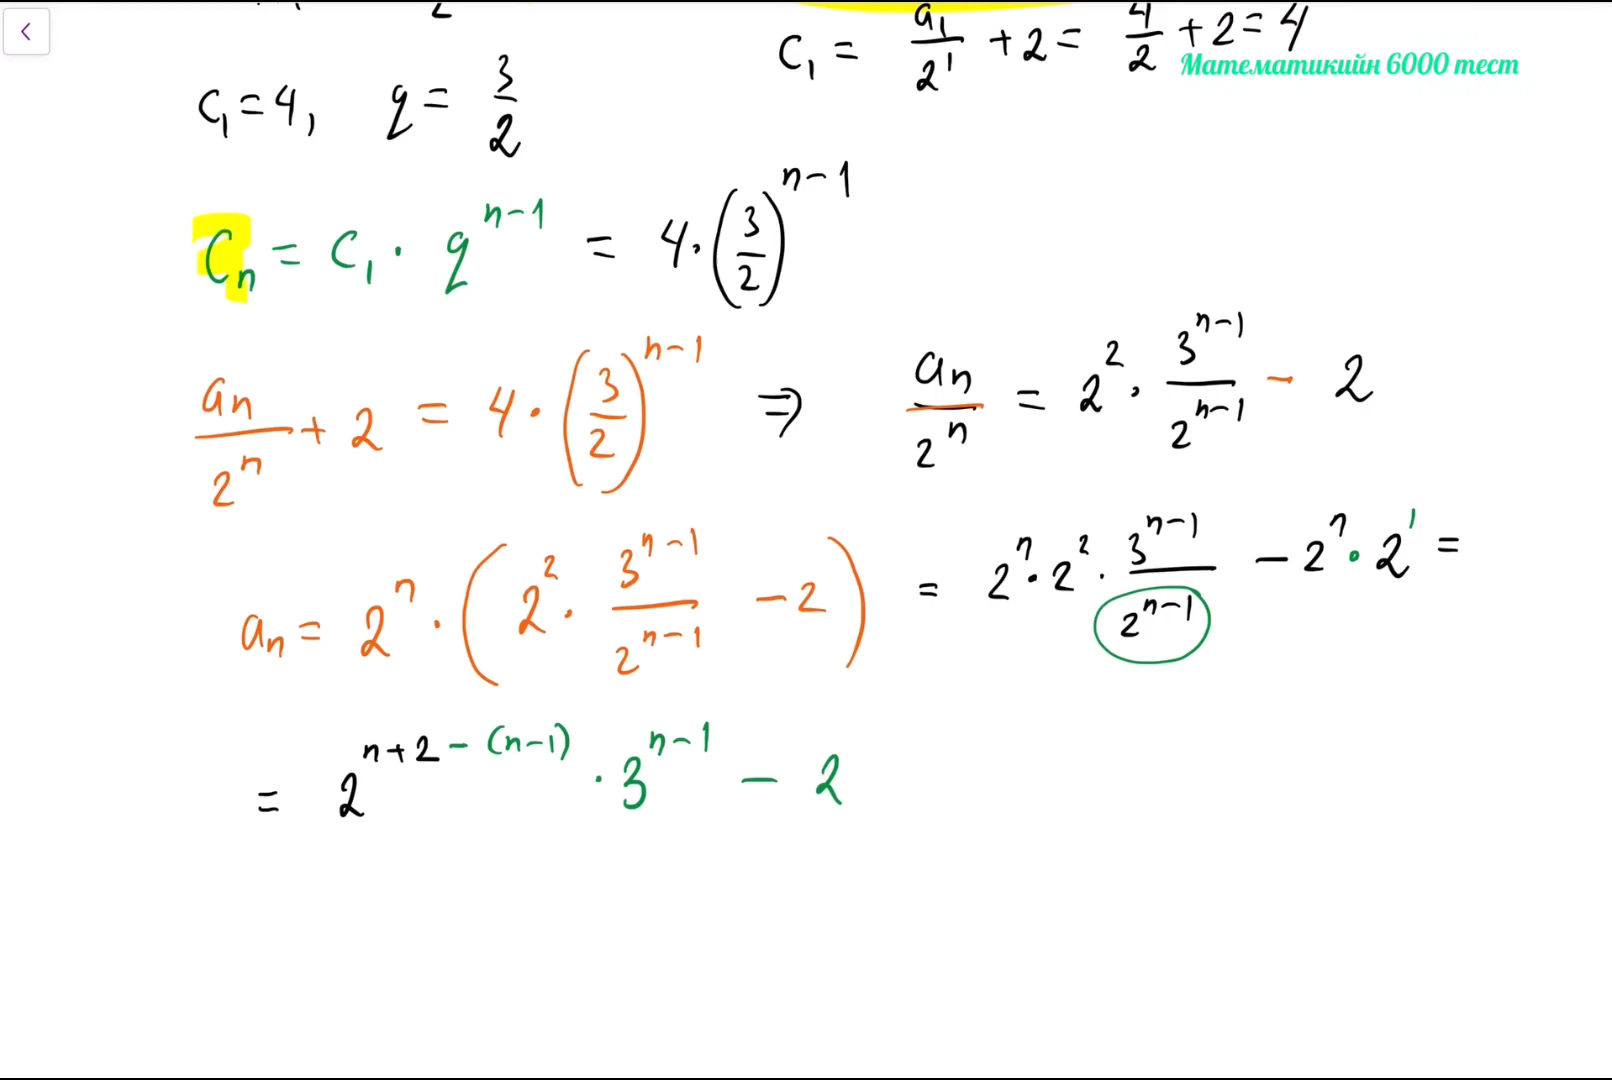 C₁ = a₁/2¹ + 2 = 4/2 + 2 = 4
Математикийн 6000 тест
C₁ = 4, q = 3/2
Cₙ = C₁ · qⁿ⁻¹ = 4 · (3/2)ⁿ⁻¹
aₙ/2ⁿ + 2 = 4 · (3/2)ⁿ⁻¹ ⇒ aₙ/2ⁿ = 2² · 3ⁿ⁻¹/2ⁿ⁻¹ - 2
aₙ = 2ⁿ · (2² · 3ⁿ⁻¹/2ⁿ⁻¹ - 2) = 2ⁿ · 2² · 3ⁿ⁻¹/2ⁿ⁻¹ - 2ⁿ · 2¹ =
= 2ⁿ⁺²⁻⁽ⁿ⁻¹⁾ · 3ⁿ⁻¹ - 2